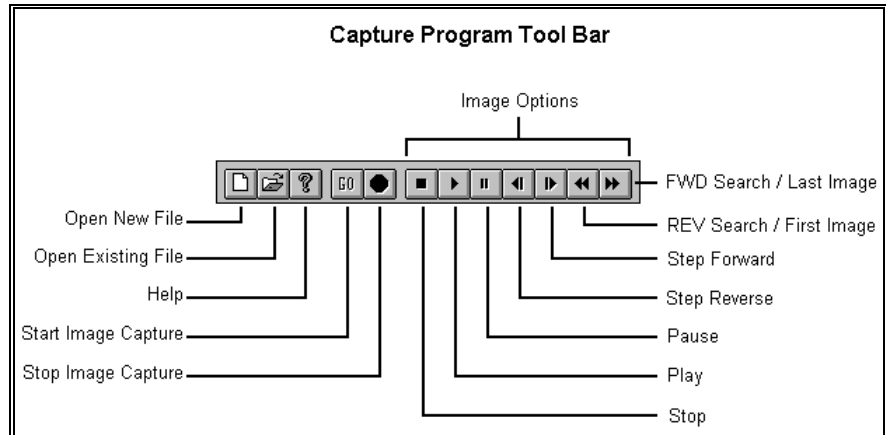 Capture Program Tool Bar
Image Options
GO
FWD Search / Last Image
Open New File
REV Search / First Image
Open Existing File
Step Forward
Help
Step Reverse
Start Image Capture
Pause
Stop Image Capture
Play
Stop